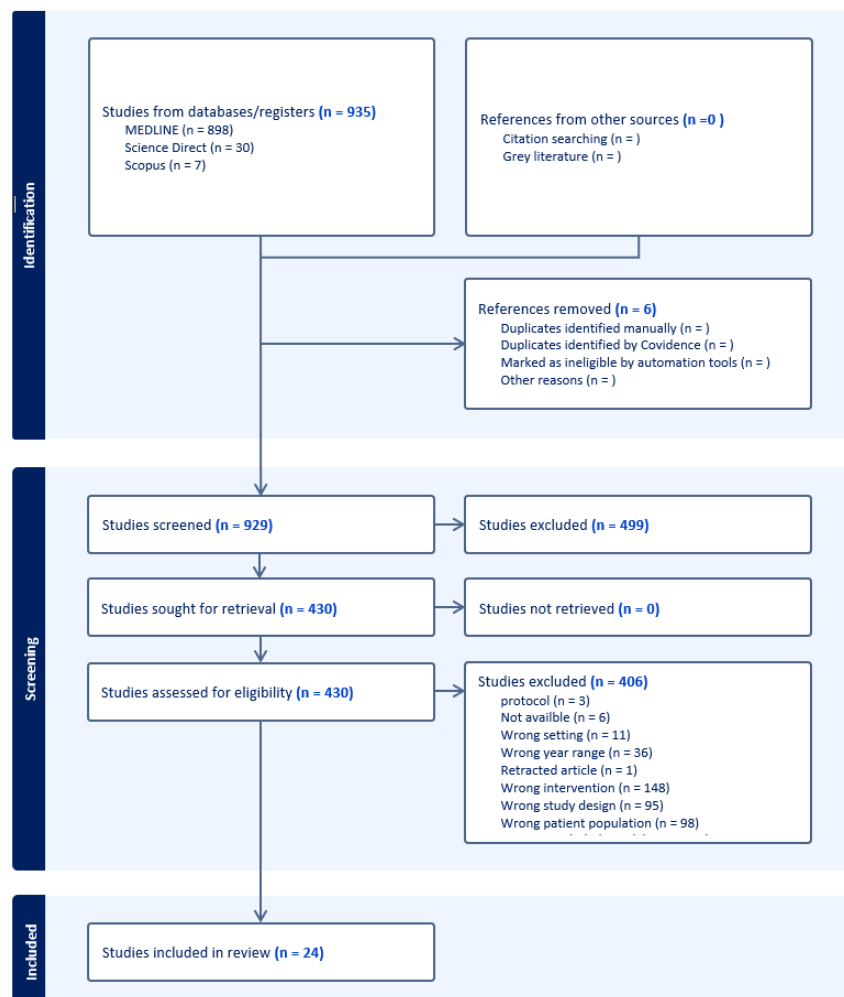 Identification
Studies from databases/registers (n = 935)
MEDLINE (n = 898)
Science Direct (n = 30)
Scopus (n = 7)
References from other sources (n =0 )
Citation searching (n = )
Grey literature (n = )
References removed (n = 6)
Duplicates identified manually (n = )
Duplicates identified by Covidence (n = )
Marked as ineligible by automation tools (n = )
Other reasons (n = )
Screening
Studies screened (n = 929)
Studies excluded (n = 499)
Studies sought for retrieval (n = 430)
Studies not retrieved (n = 0)
Studies assessed for eligibility (n = 430)
Studies excluded (n = 406)
protocol (n = 3)
Not availble (n = 6)
Wrong setting (n = 11)
Wrong year range (n = 36)
Retracted article (n = 1)
Wrong intervention (n = 148)
Wrong study design (n = 95)
Wrong patient population (n = 98)
Included
Studies included in review (n = 24)